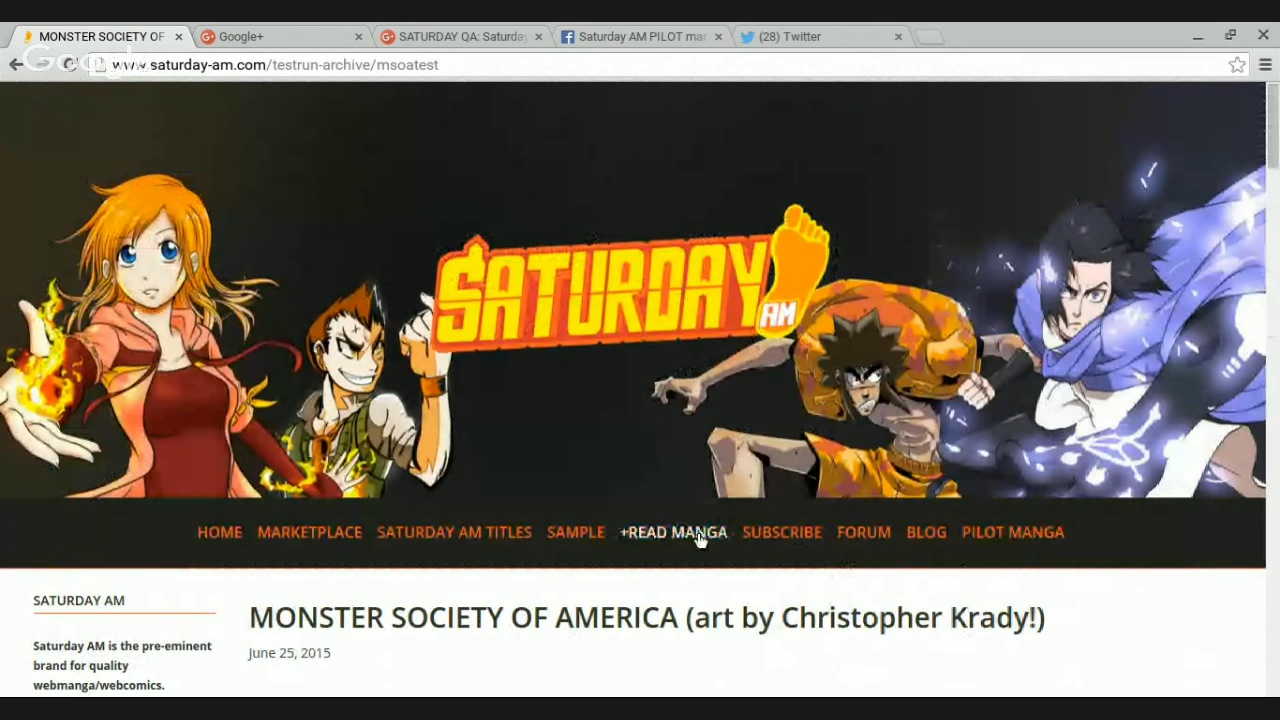 MONSTER SOCIETY OF
Google+
SATURDAY QA: Saturday
Saturday AM PILOT mar
(28) Twitter
Google
www.saturday-am.com/testrun-archive/msoatest
SATURDAY
AM
HOME MARKETPLACE SATURDAY AM TITLES SAMPLE +READ MANGA SUBSCRIBE FORUM BLOG PILOT MANGA
SATURDAY AM
Saturday AM is the pre-eminent
brand for quality
webmanga/webcomics.
MONSTER SOCIETY OF AMERICA (art by Christopher Krady!)
June 25, 2015